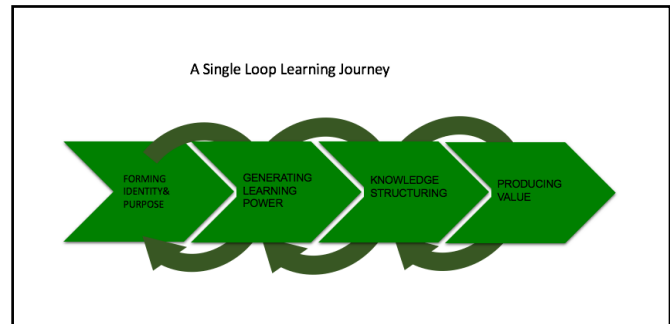 A Single Loop Learning Journey
FORMING
IDENTITY&
PURPOSE
GENERATING
LEARNING
POWER
KNOWLEDGE
STRUCTURING
PRODUCING
VALUE